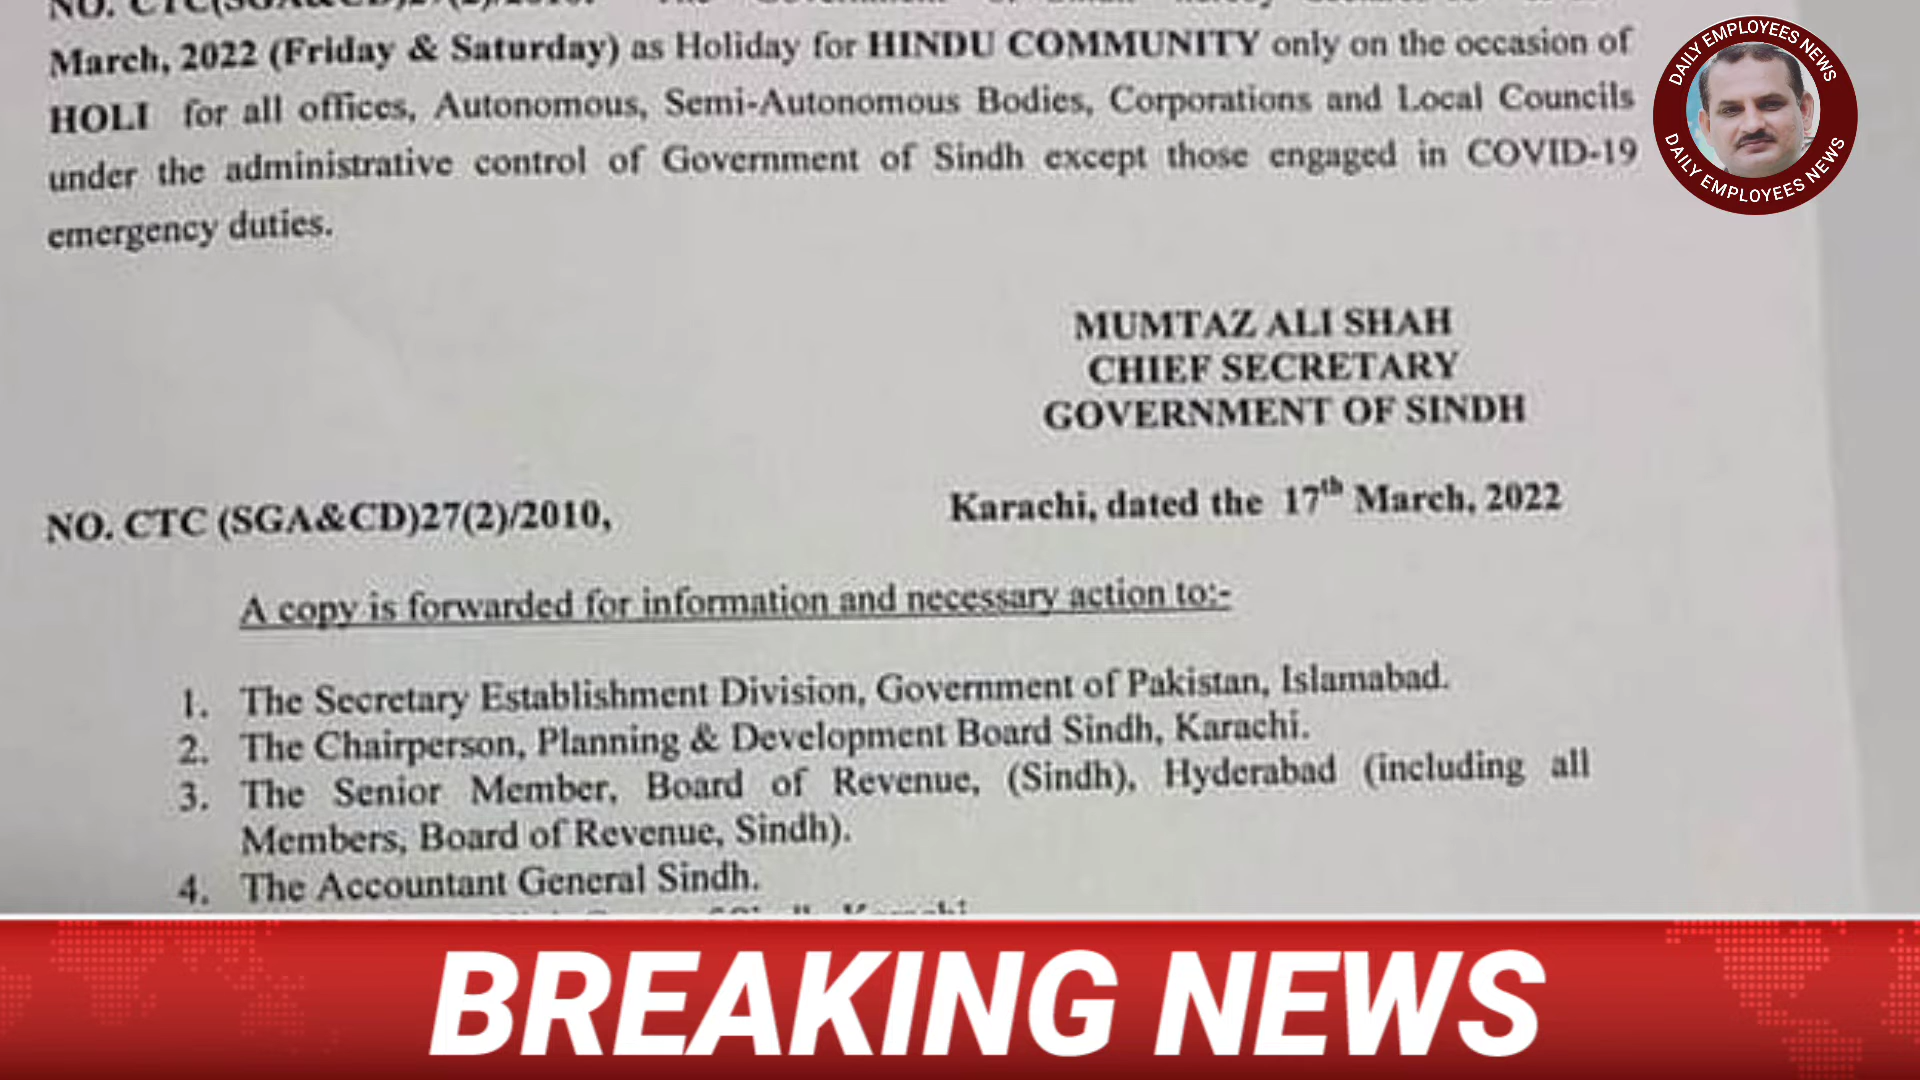 March, 2022 (Friday & Saturday) as Holiday for HINDU COMMUNITY only on the occasion of
HOLI for all offices, Autonomous, Semi-Autonomous Bodies, Corporations and Local Councils
under the administrative control of Government of Sindh except those engaged in COVID-19
emergency duties.
DAILY EMPLOYEES NEWS
DAILY EMPLOYEES NEWS
MUMTAZ ALI SHAH
CHIEF SECRETARY
GOVERNMENT OF SINDH
NO. CTC (SGA&CD)27(2)/2010, Karachi, dated the 17th March, 2022
A copy is forwarded for information and necessary action to:-
1. The Secretary Establishment Division, Government of Pakistan, Islamabad.
2. The Chairperson, Planning & Development Board Sindh, Karachi.
3. The Senior Member, Board of Revenue, (Sindh), Hyderabad (including all
Members, Board of Revenue, Sindh).
4. The Accountant General Sindh.
BREAKING NEWS